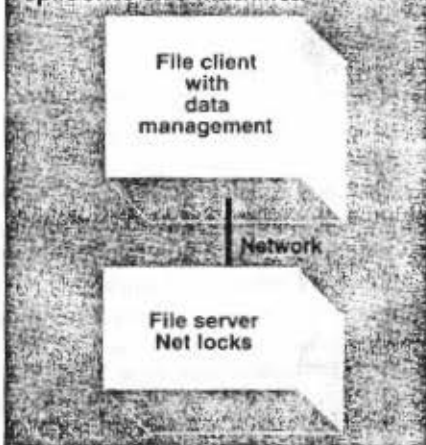 File client
with
data
management
Network
File server
Net locks